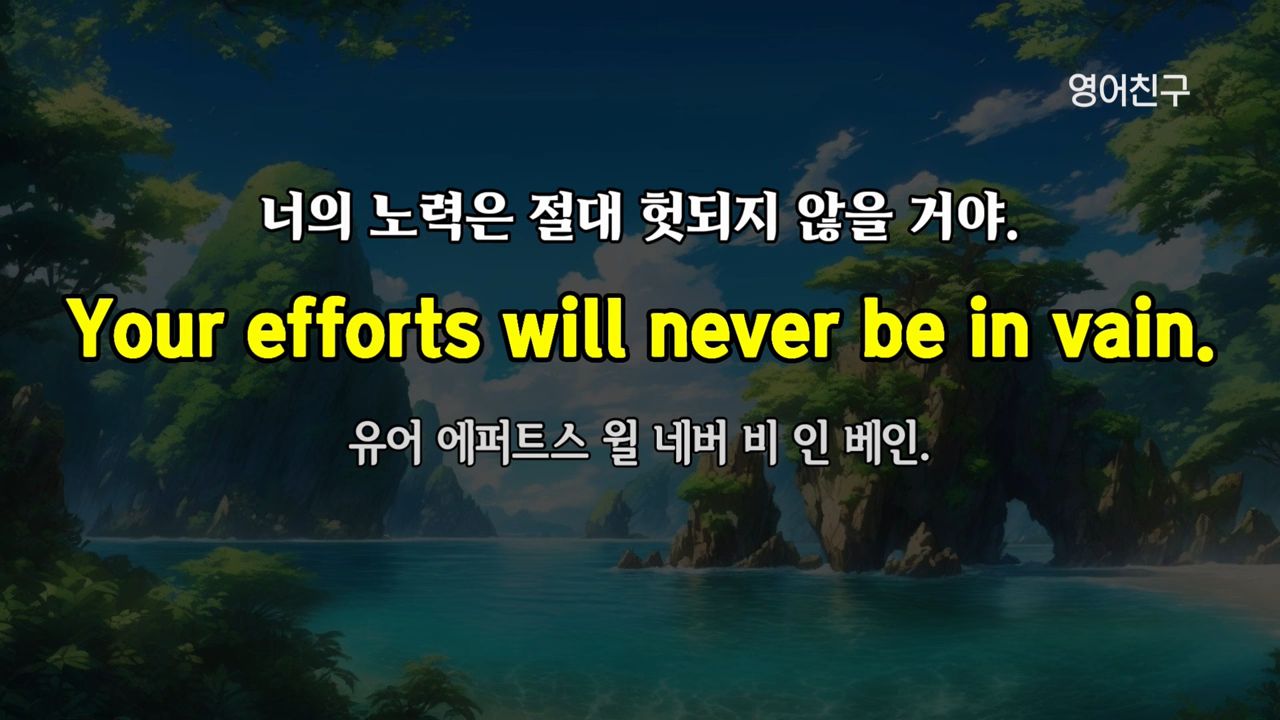 영어친구
너의 노력은 절대 헛되지 않을 거야.
Your efforts will never be in vain.
유어 에퍼트스 윌 네버 비 인 베인.